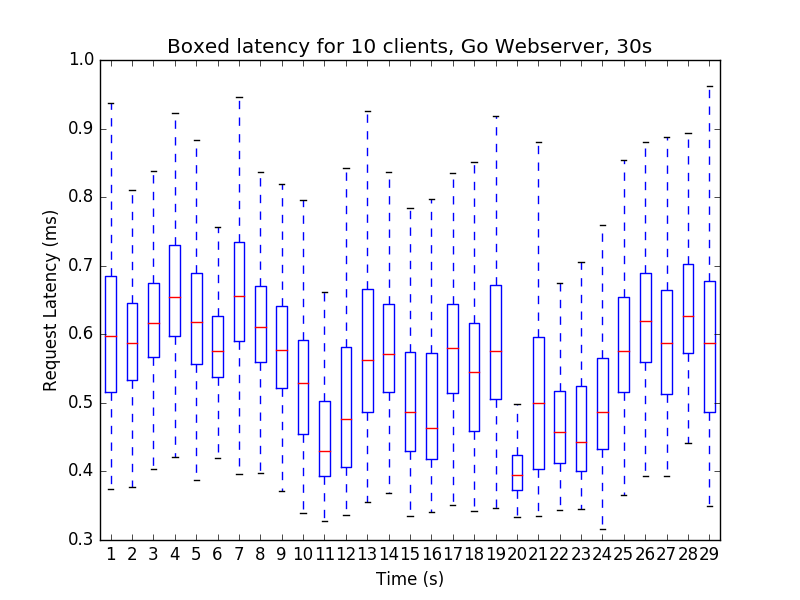 Boxed latency for 10 clients, Go Webserver, 30s
1.0
0.9
0.8
0.7
0.6
0.5
0.4
0.3
Request Latency (ms)
1 2 3 4 5 6 7 8 9 10 11 12 13 14 15 16 17 18 19 20 21 22 23 24 25 26 27 28 29
Time (s)